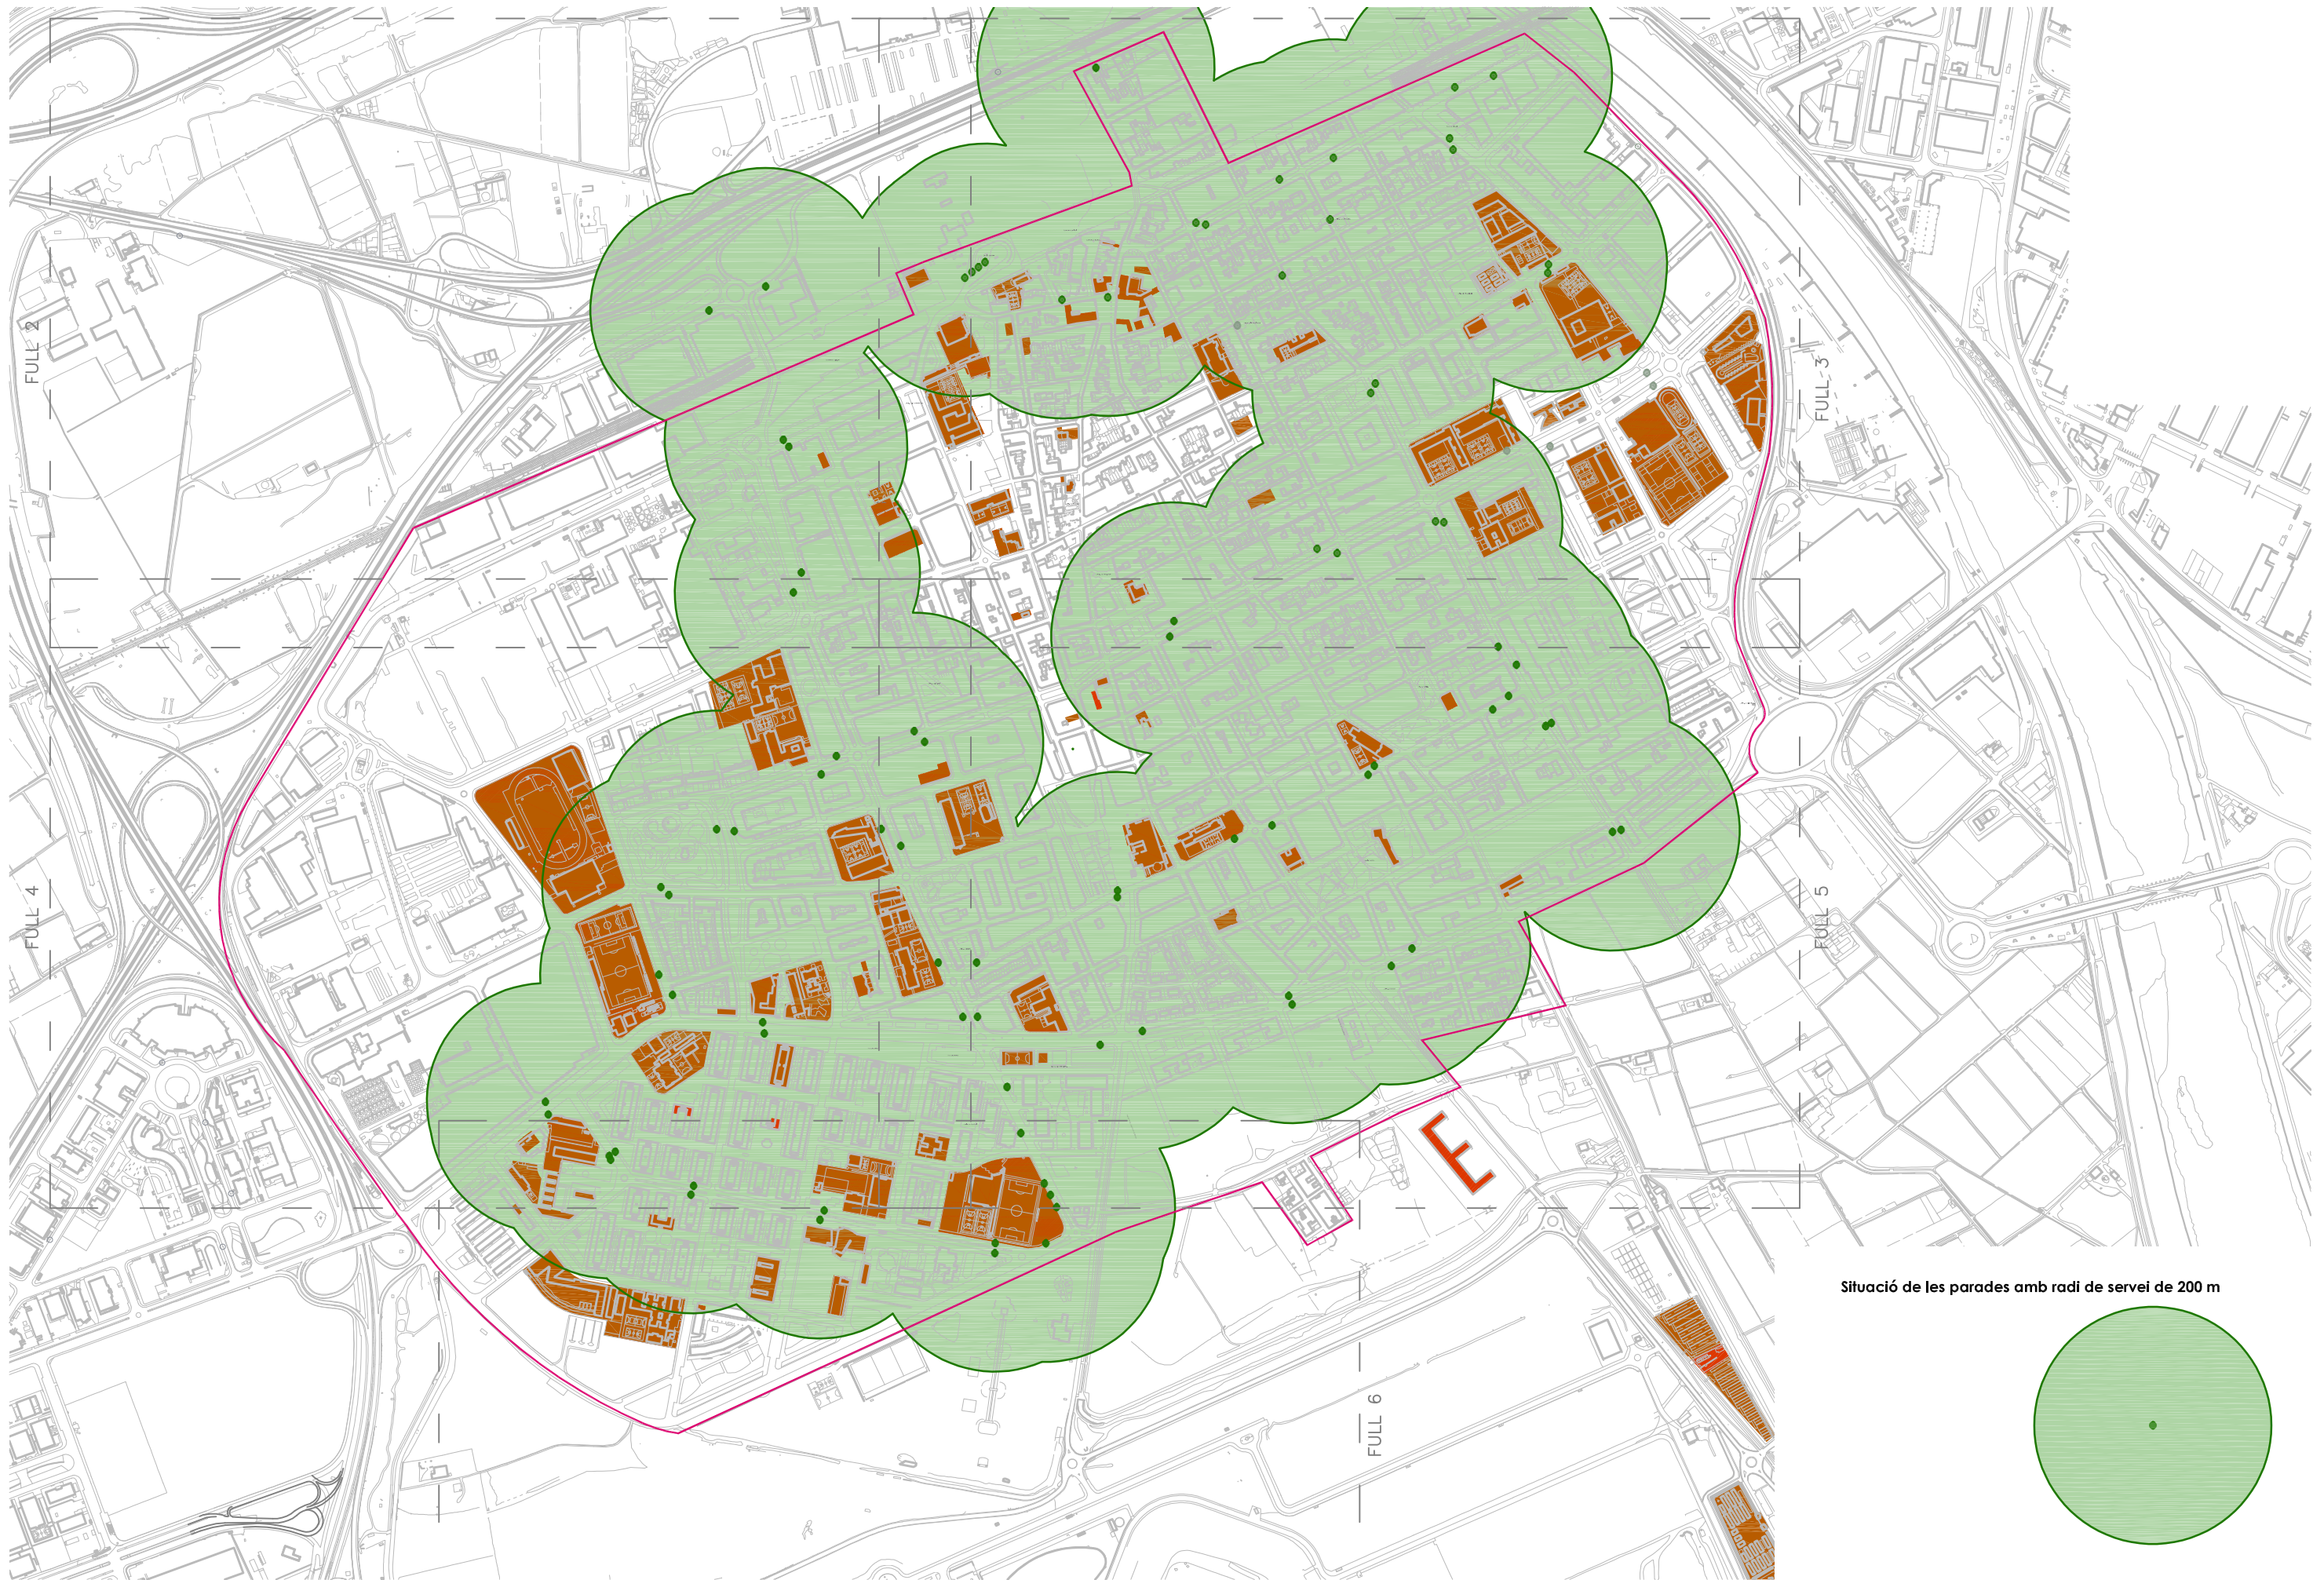 FULL 2
FULL 3
FULL 4
FULL 5
Situació de les parades amb radi de servei de 200 m
FULL 6